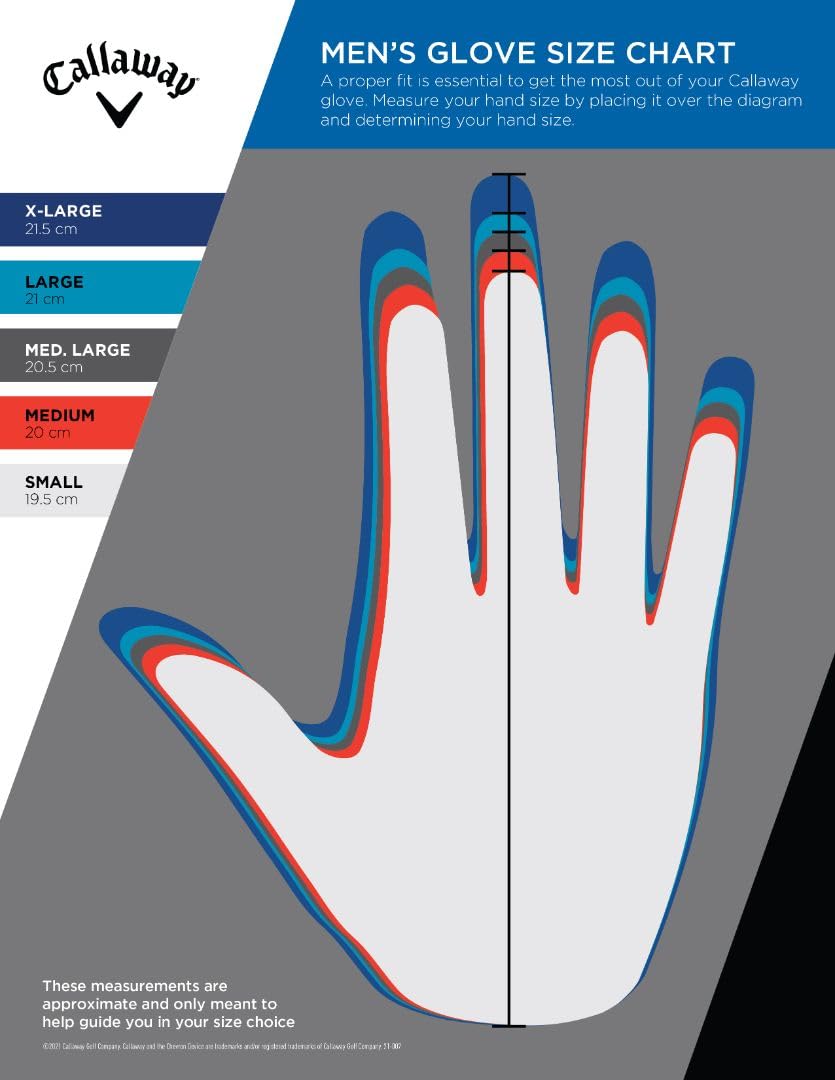 Callaway
MEN'S GLOVE SIZE CHART
A proper fit is essential to get the most out of your Callaway
glove. Measure your hand size by placing it over the diagram
and determining your hand size.
X-LARGE
21.5 cm
LARGE
21 cm
MED. LARGE
20.5 cm
MEDIUM
20 cm
SMALL
19.5 cm
These measurements are
approximate and only meant to
help guide you in your size choice
©2021 Callaway Golf Company. Callaway and the Chevron Device are trademarks and/or registered trademarks of Callaway Golf Company. 21-007